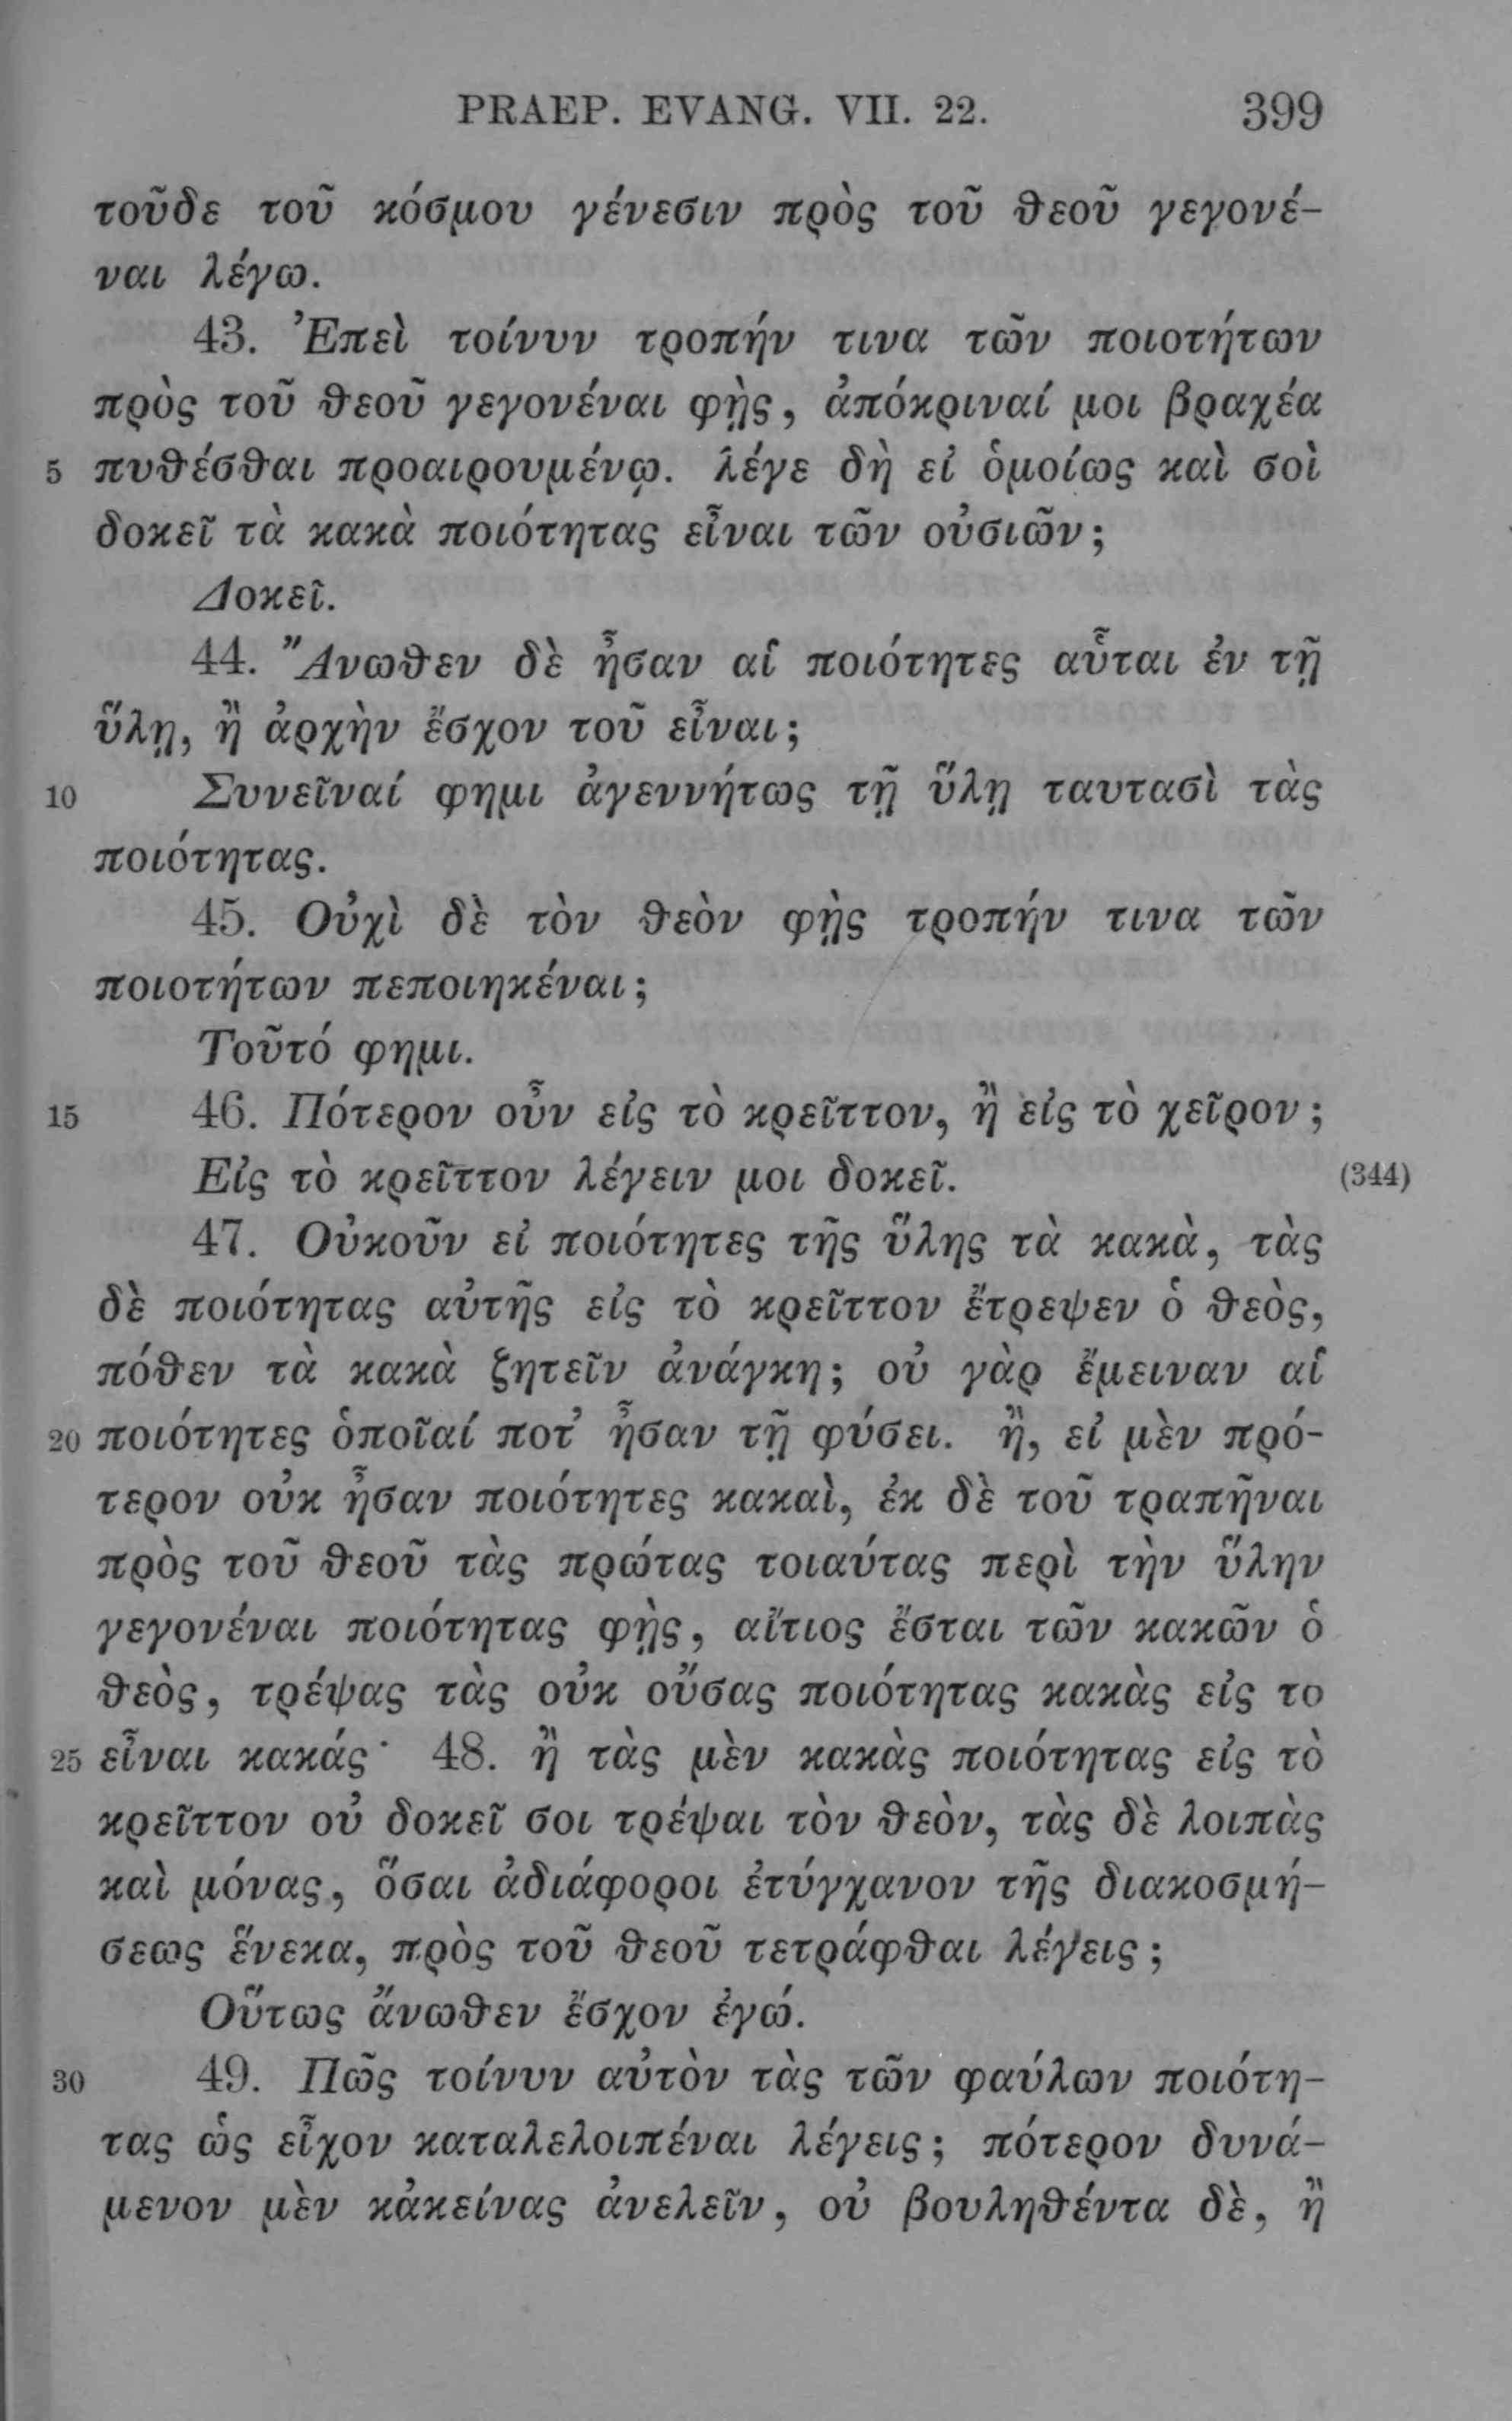 PRAEP. EVANG. VII. 22. 399
τοῦδε τοῦ κόσμου γένεσιν πρὸς τοῦ θεοῦ γεγονέ-
ναι λέγω.
43. Ἐπεὶ τοίνυν τροπήν τινα τῶν ποιοτήτων
πρὸς τοῦ θεοῦ γεγονέναι φῂς, ἀπόκριναί μοι βραχέα
5 πυθέσθαι προαιρουμένῳ. λέγε δὴ εἰ ὁμοίως καὶ σοὶ
δοκεῖ τὰ κακὰ ποιότητας εἶναι τῶν οὐσιῶν;
Δοκεῖ.
44. Ἄνωθεν δὲ ἦσαν αἱ ποιότητες αὗται ἐν τῇ
ὕλῃ, ἢ ἀρχὴν ἔσχον τοῦ εἶναι;
10 Συνεῖναί φημι ἀγεννήτως τῇ ὕλῃ ταυτασὶ τὰς
ποιότητας.
45. Οὐχὶ δὲ τὸν θεὸν φῂς τροπήν τινα τῶν
ποιοτήτων πεποιηκέναι;
Τοῦτό φημι.
15 46. Πότερον οὖν εἰς τὸ κρεῖττον, ἢ εἰς τὸ χεῖρον;
Εἰς τὸ κρεῖττον λέγειν μοι δοκεῖ. (344)
47. Οὐκοῦν εἰ ποιότητες τῆς ὕλης τὰ κακὰ, τὰς
δὲ ποιότητας αὐτῆς εἰς τὸ κρεῖττον ἔτρεψεν ὁ θεὸς,
πόθεν τὰ κακὰ ζητεῖν ἀνάγκη; οὐ γὰρ ἔμειναν αἱ
20 ποιότητες ὁποῖαί ποτ᾿ ἦσαν τῇ φύσει. ἢ, εἰ μὲν πρό-
τερον οὐκ ἦσαν ποιότητες κακαὶ, ἐκ δὲ τοῦ τραπῆναι
πρὸς τοῦ θεοῦ τὰς πρώτας τοιαύτας περὶ τὴν ὕλην
γεγονέναι ποιότητας φῂς, αἴτιος ἔσται τῶν κακῶν ὁ
θεὸς, τρέψας τὰς οὐκ οὔσας ποιότητας κακὰς εἰς το
25 εἶναι κακάς· 48. ἢ τὰς μὲν κακὰς ποιότητας εἰς τὸ
κρεῖττον οὐ δοκεῖ σοι τρέψαι τὸν θεὸν, τὰς δὲ λοιπὰς
καὶ μόνας, ὅσαι ἀδιάφοροι ἐτύγχανον τῆς διακοσμή-
σεως ἕνεκα, πρὸς τοῦ θεοῦ τετράφθαι λέγεις;
Οὕτως ἄνωθεν ἔσχον ἐγώ.
30 49. Πῶς τοίνυν αὐτὸν τὰς τῶν φαύλων ποιότη-
τας ὡς εἶχον καταλελοιπέναι λέγεις; πότερον δυνά-
μενον μὲν κἀκείνας ἀνελεῖν, οὐ βουληθέντα δὲ, ἢ